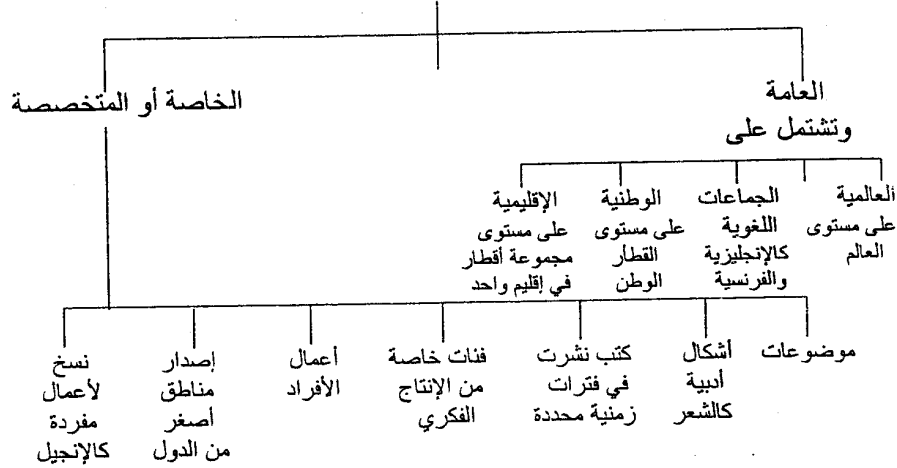 العامة
وتشتمل على
الخاصة أو المتخصصة
العالمية
على مستوى
العالم
الجماعات
اللغوية
كالإنجليزية
والفرنسية
الوطنية
على مستوى
القطار
الوطن
الإقليمية
على مستوى
مجموعة أقطار
في إقليم واحد
موضوعات
أشكال
أدبية
كالشعر
كتب نشرت
في فترات
زمنية محددة
فئات خاصة
من الإنتاج
الفكري
أعمال
الأفراد
إصدار
مناطق
أصغر
من الدول
نسخ
لأعمال
مفردة
كالإنجيل